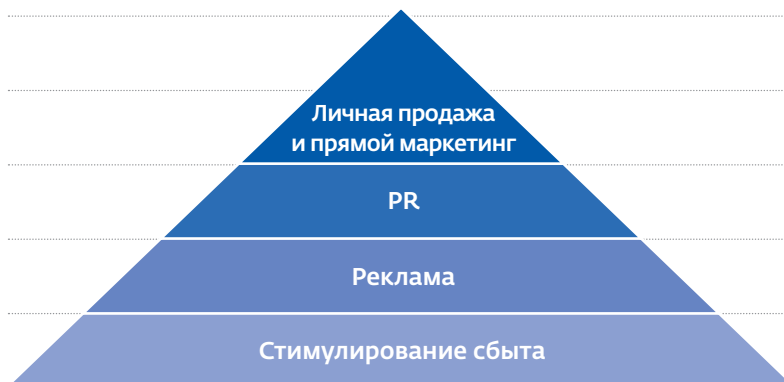 Личная продажа
и прямой маркетинг
PR
Реклама
Стимулирование сбыта